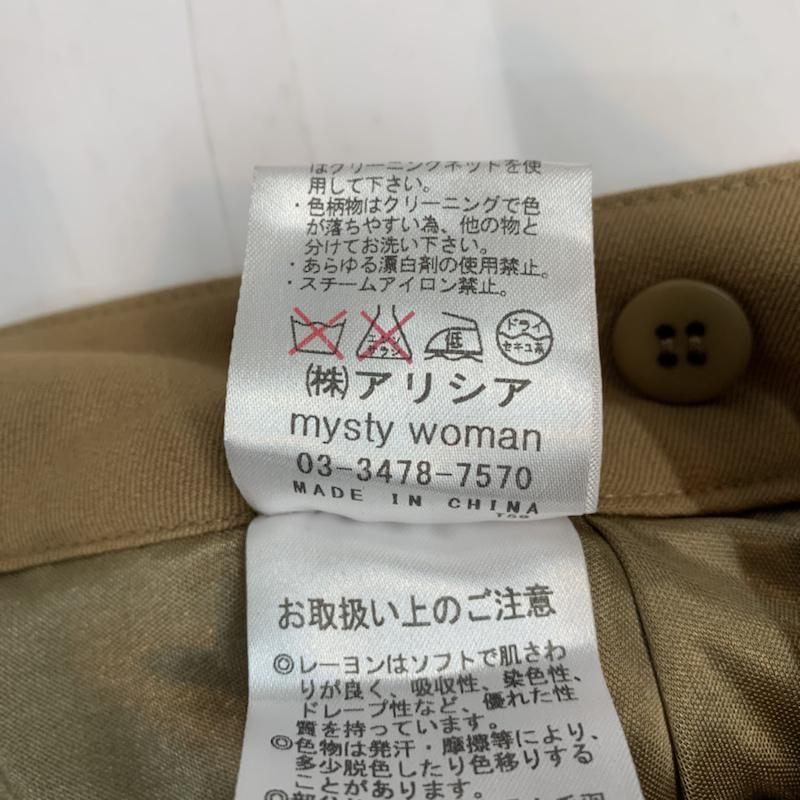 はクリーニングネットを使
用して下さい。
・色柄物はクリーニングで色
が落ちやすい為、他の物と
分けてお洗い下さい。
・あらゆる漂白剤の使用禁止。
・スチームアイロン禁止。
エンソ サラシ 低 ドライ セキユ系
㈱アリシア
mysty woman
03-3478-7570
MADE IN CHINA
お取扱い上のご注意
◎レーヨンはソフトで肌さわ
りが良く、吸収性、染色性、
ドレープ性など、優れた性
質を持っています。
◎色物は発汗・摩擦等により、
多少脱色したり色移りする
ことがあります。